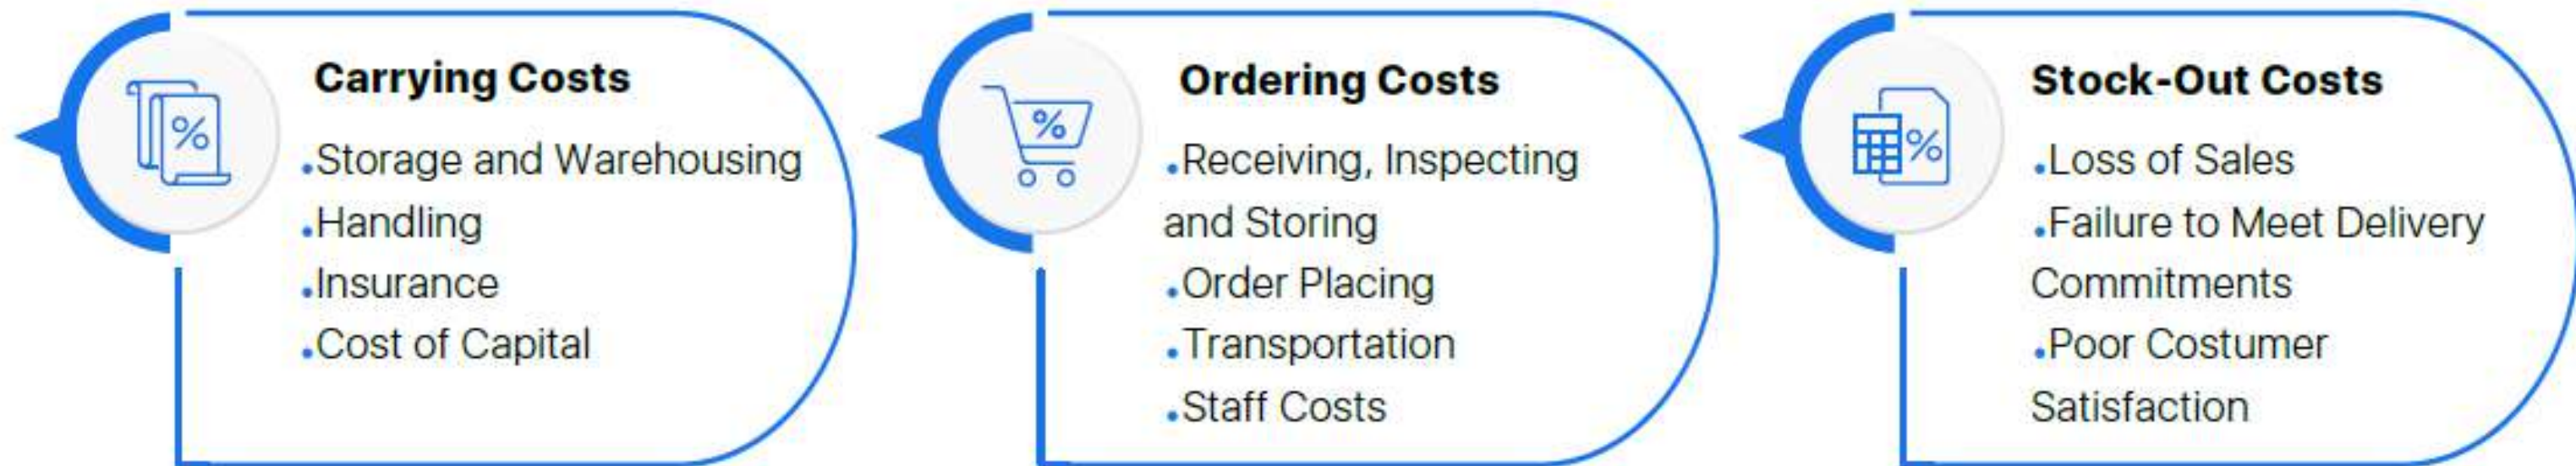 Carrying Costs
.Storage and Warehousing
.Handling
.Insurance
.Cost of Capital
%
Ordering Costs
.Receiving, Inspecting
and Storing
.Order Placing
.Transportation
.Staff Costs
%
Stock-Out Costs
.Loss of Sales
.Failure to Meet Delivery
Commitments
.Poor Costumer
Satisfaction
%